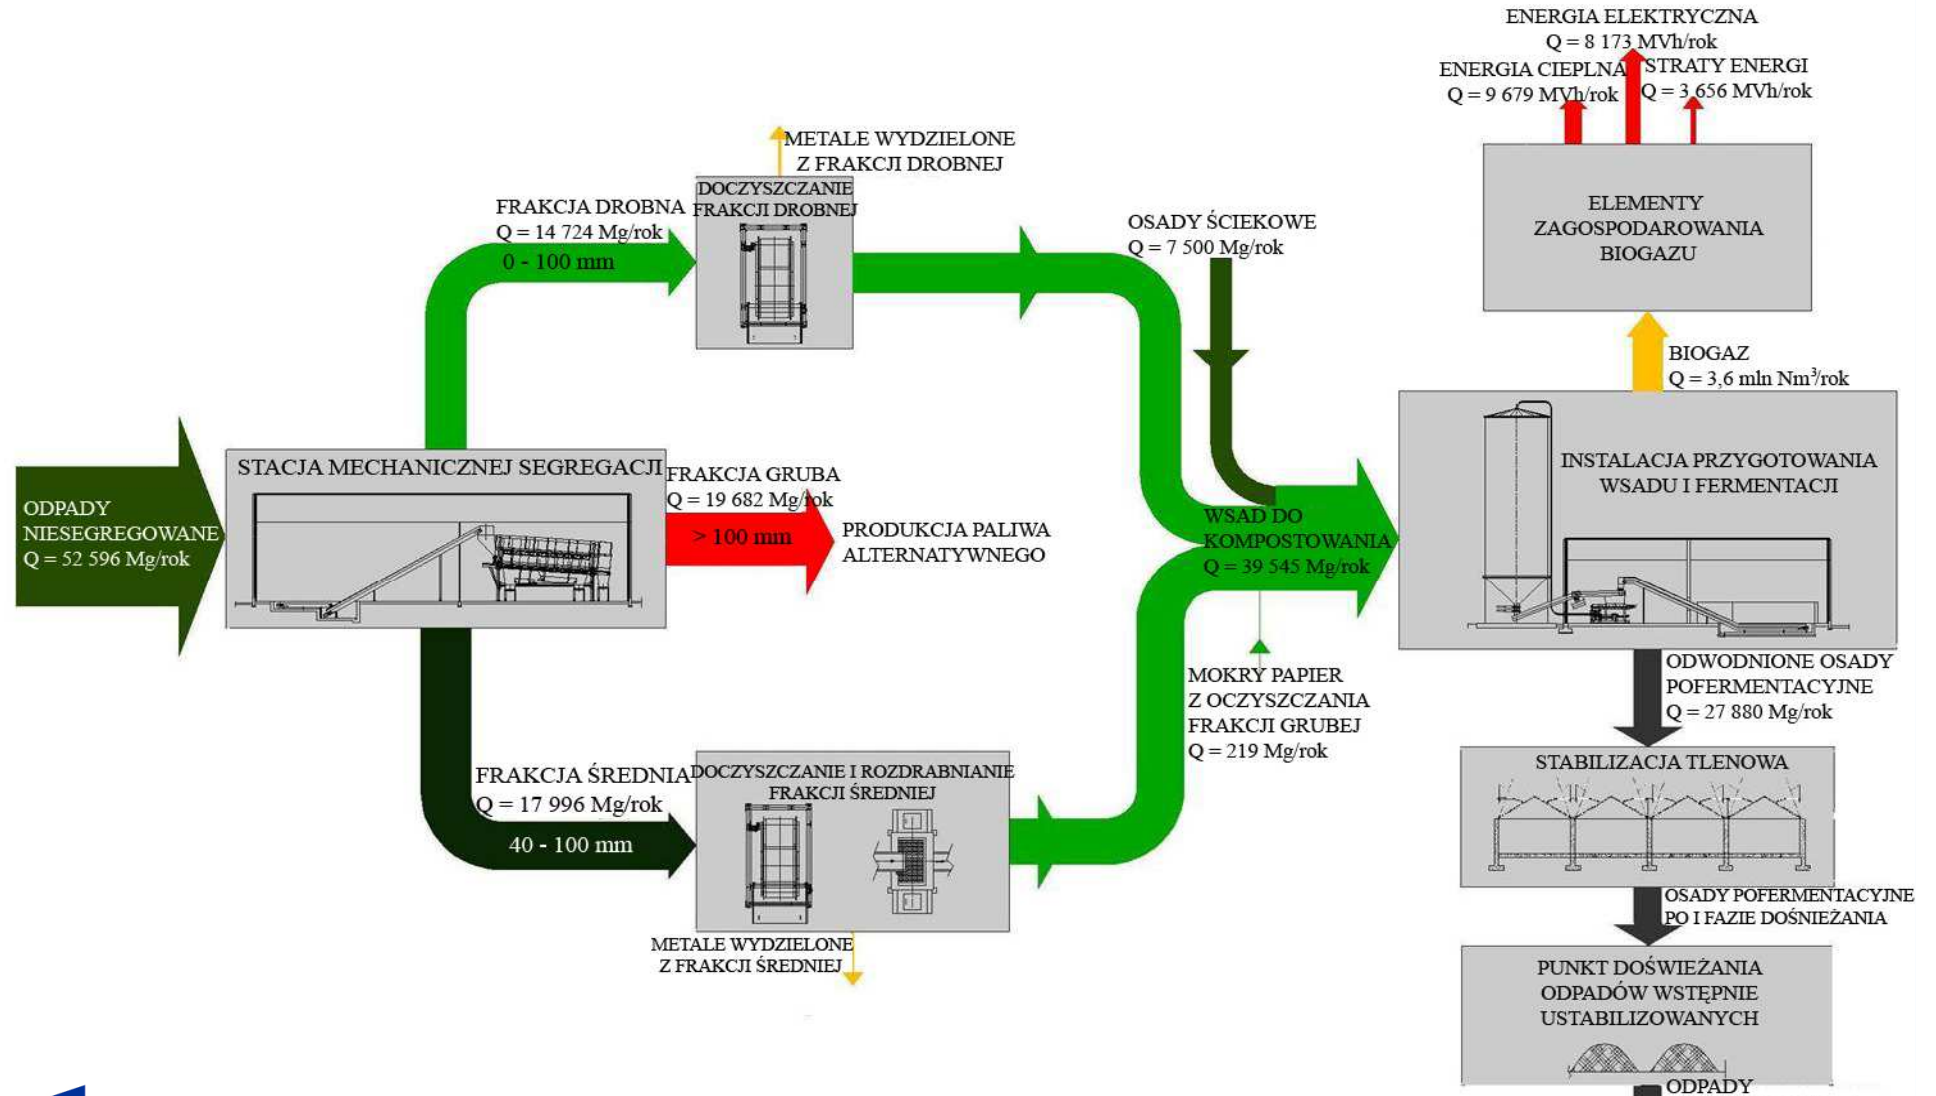 ENERGIA ELEKTRYCZNA
Q = 8 173 MVh/rok
ENERGIA CIEPLNA
Q = 9 679 MVh/rok
STRATY ENERGI
Q = 3 656 MVh/rok
METALE WYDZIELONE
Z FRAKCJI DROBNEJ
DOCZYSZCZANIE
FRAKCJI DROBNEJ
FRAKCJA DROBNA
Q = 14 724 Mg/rok
0 - 100 mm
OSADY ŚCIEKOWE
Q = 7 500 Mg/rok
ELEMENTY
ZAGOSPODAROWANIA
BIOGAZU
BIOGAZ
Q = 3,6 mln Nm³/rok
STACJA MECHANICZNEJ SEGREGACJI
FRAKCJA GRUBA
Q = 19 682 Mg/rok
> 100 mm
PRODUKCJA PALIWA
ALTERNATYWNEGO
ODPADY
NIESEGREGOWANE
Q = 52 596 Mg/rok
WSAD DO
KOMPOSTOWANIA
Q = 39 545 Mg/rok
INSTALACJA PRZYGOTOWANIA
WSADU I FERMENTACJI
MOKRY PAPIER
Z OCZYSZCZANIA
FRAKCJI GRUBEJ
Q = 219 Mg/rok
ODWODNIONE OSADY
POFERMENTACYJNE
Q = 27 880 Mg/rok
FRAKCJA ŚREDNIA
Q = 17 996 Mg/rok
40 - 100 mm
DOCZYSZCZANIE I ROZDRABNIANIE
FRAKCJI ŚREDNIEJ
METALE WYDZIELONE
Z FRAKCJI ŚREDNIEJ
STABILIZACJA TLENOWA
OSADY POFERMENTACYJNE
PO I FAZIE DOŚNIEŻANIA
PUNKT DOŚWIEŻANIA
ODPADÓW WSTĘPNIE
USTABILIZOWANYCH
ODPADY